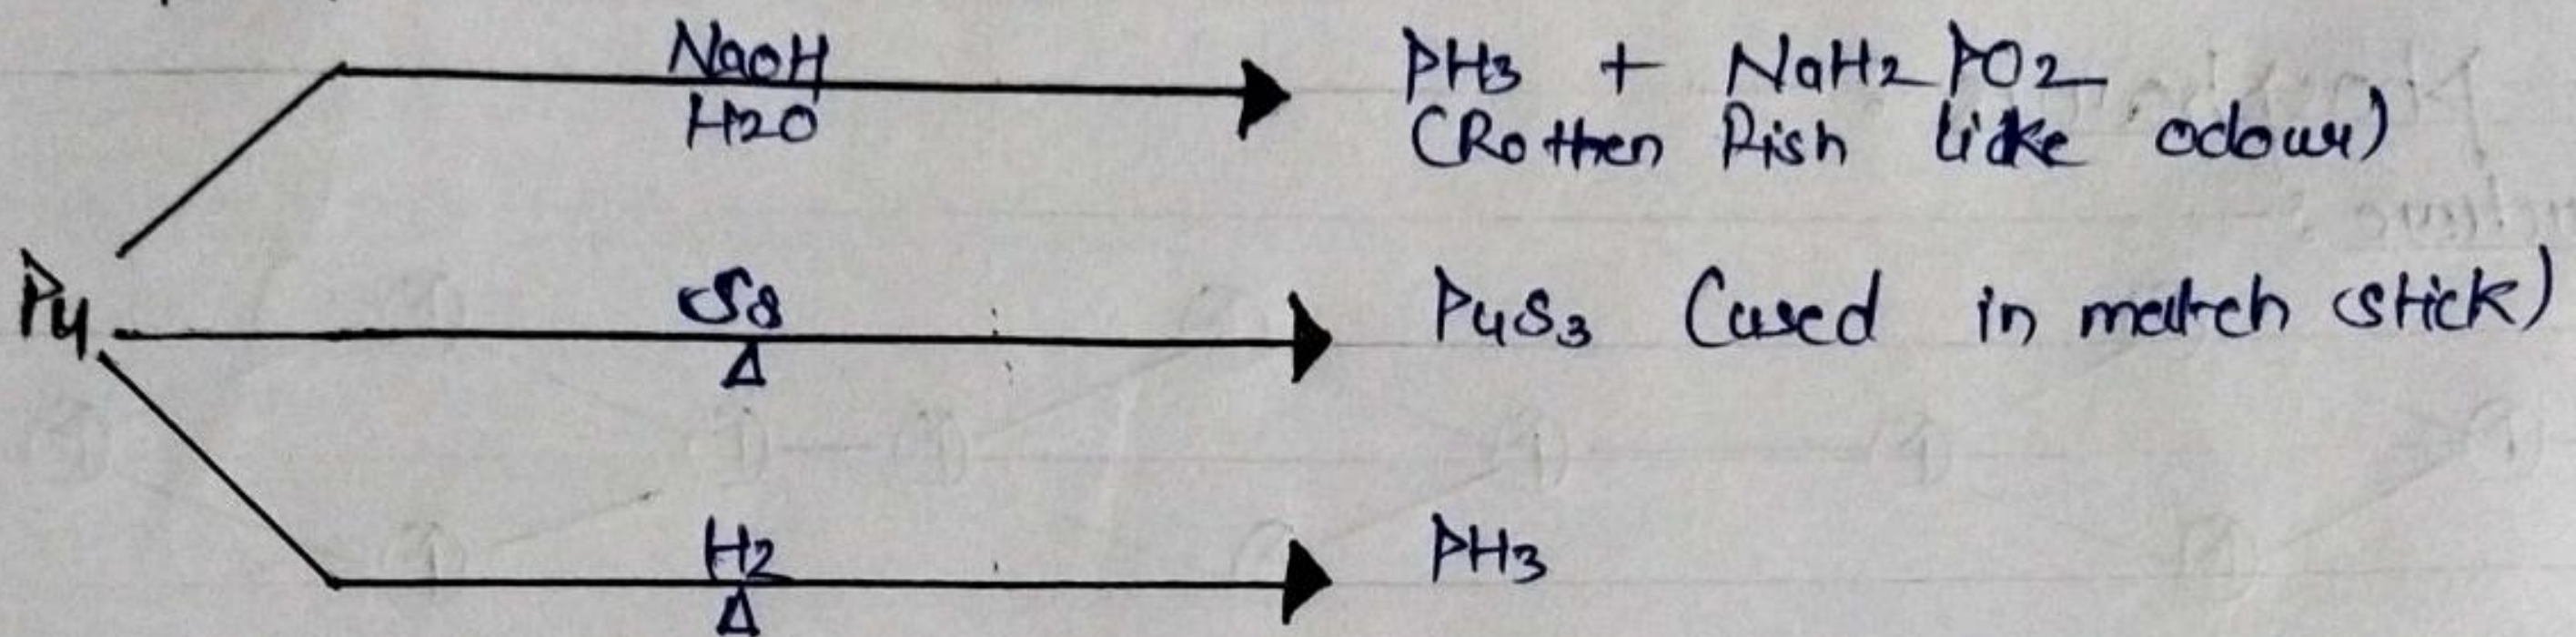 NaOH
H2O
PH3 + NaH2PO2
(Rotten Fish like odour)
P4
S8
Δ
P4S3 (used in match stick)
H2
Δ
PH3